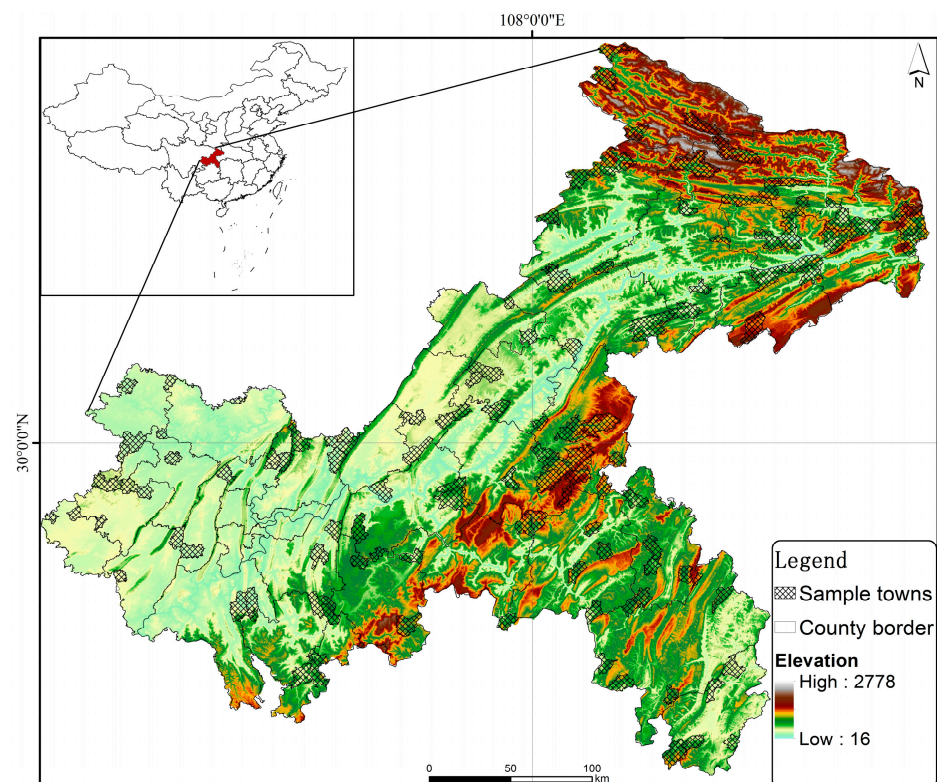 108°0'0"E
N
30°0'0"N
Legend
Sample towns
County border
Elevation
High : 2778
Low : 16
0 50 100
km